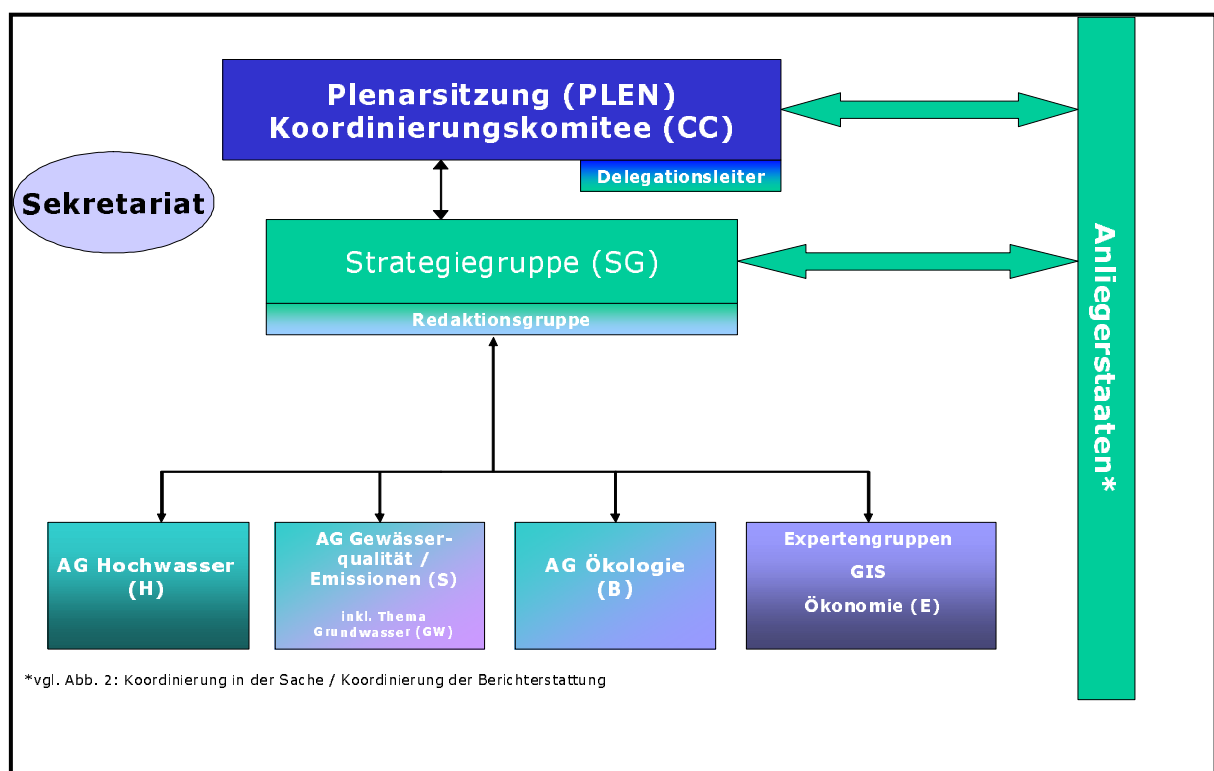 Plenarsitzung (PLEN)
Koordinierungskomitee (CC)
Delegationsleiter
Sekretariat
Strategiegruppe (SG)
Redaktionsgruppe
Anliegerstaaten*
AG Hochwasser
(H)
AG Gewässer-
qualität /
Emissionen (S)
inkl. Thema
Grundwasser (GW)
AG Ökologie
(B)
Expertengruppen
GIS
Ökonomie (E)
*vgl. Abb. 2: Koordinierung in der Sache / Koordinierung der Berichterstattung